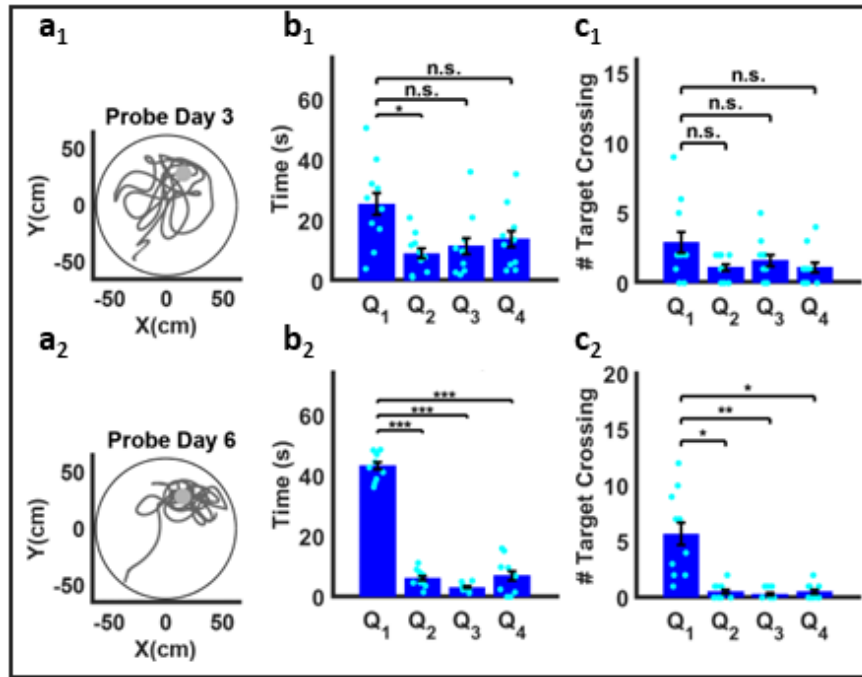 a1
Probe Day 3
Y(cm)
50
0
-50
-50 0 50
X(cm)
b1
Time (s)
60
40
20
0
n.s.
n.s.
*
Q1 Q2 Q3 Q4
c1
# Target Crossing
15
10
5
0
n.s.
n.s.
n.s.
Q1 Q2 Q3 Q4
a2
Probe Day 6
Y(cm)
50
0
-50
-50 0 50
X(cm)
b2
Time (s)
60
40
20
0
***
***
***
Q1 Q2 Q3 Q4
c2
# Target Crossing
20
15
10
5
0
*
**
*
Q1 Q2 Q3 Q4